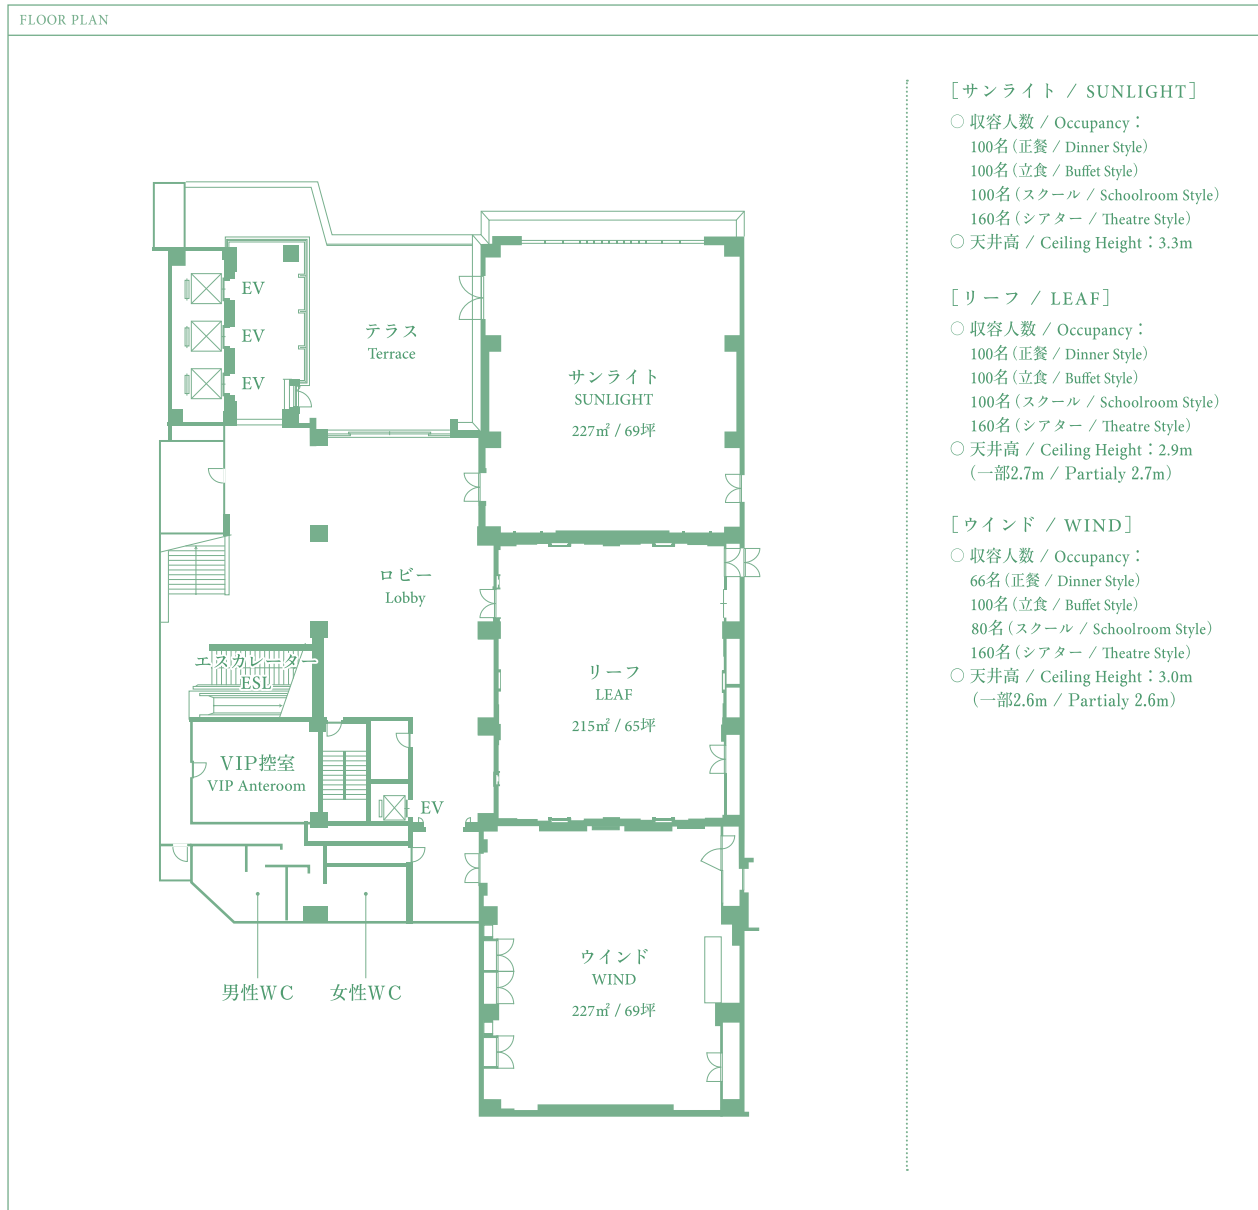 FLOOR PLAN
EV
EV
EV
テラス
Terrace
サンライト
SUNLIGHT
227㎡ / 69坪
ロビー
Lobby
エスカレーター
ESL
リーフ
LEAF
215㎡ / 65坪
VIP控室
VIP Anteroom
EV
ウインド
WIND
227㎡ / 69坪
男性WC
女性WC
[サンライト / SUNLIGHT]
○ 収容人数 / Occupancy：
100名（正餐 / Dinner Style）
100名（立食 / Buffet Style）
100名（スクール / Schoolroom Style）
160名（シアター / Theatre Style）
○ 天井高 / Ceiling Height：3.3m
[リーフ / LEAF]
○ 収容人数 / Occupancy：
100名（正餐 / Dinner Style）
100名（立食 / Buffet Style）
100名（スクール / Schoolroom Style）
160名（シアター / Theatre Style）
○ 天井高 / Ceiling Height：2.9m
（一部2.7m / Partialy 2.7m）
[ウインド / WIND]
○ 収容人数 / Occupancy：
66名（正餐 / Dinner Style）
100名（立食 / Buffet Style）
80名（スクール / Schoolroom Style）
160名（シアター / Theatre Style）
○ 天井高 / Ceiling Height：3.0m
（一部2.6m / Partialy 2.6m）